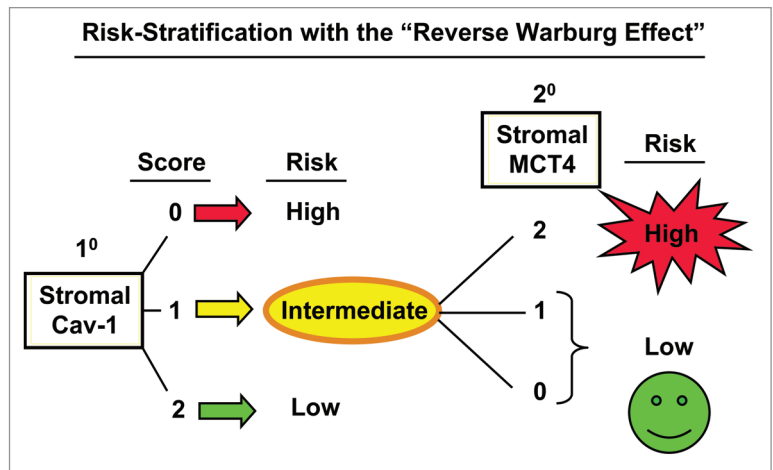 Risk-Stratification with the “Reverse Warburg Effect”
2⁰
Stromal
MCT4
Risk
Score
Risk
0
High
2
High
1⁰
Stromal
Cav-1
1
Intermediate
1
Low
0
2
Low